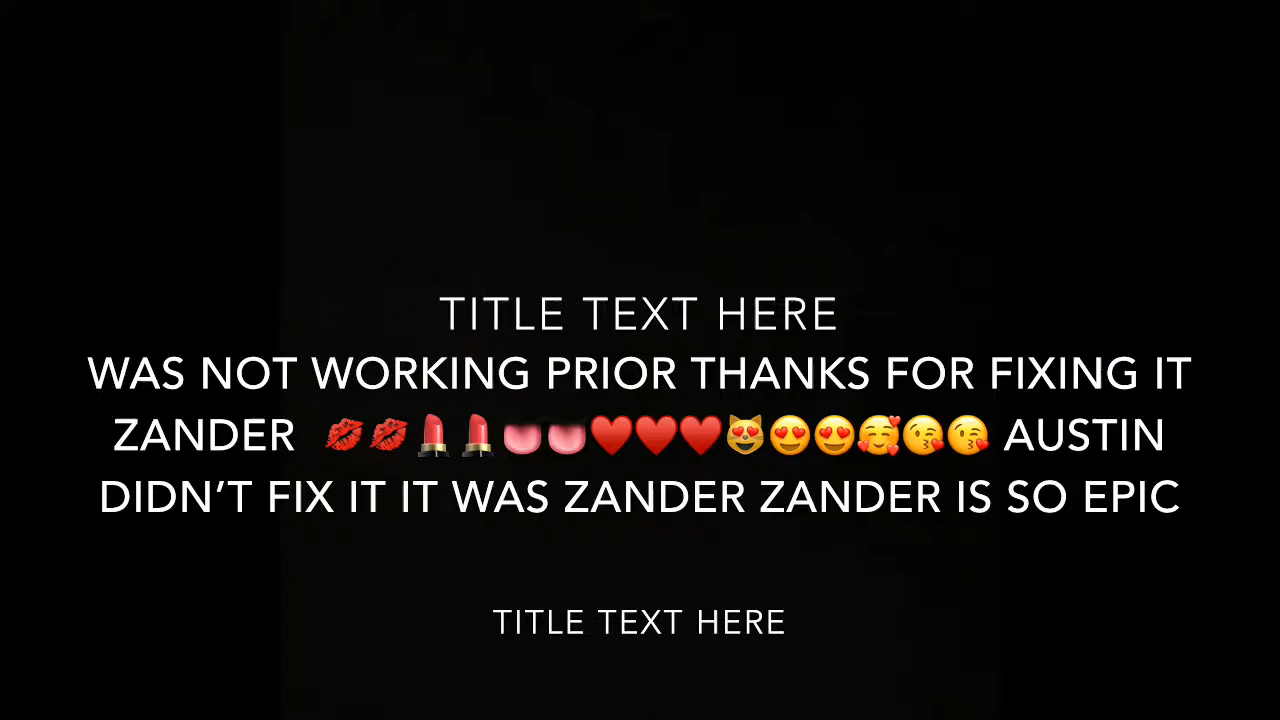 TITLE TEXT HERE
WAS NOT WORKING PRIOR THANKS FOR FIXING IT
ZANDER 💋💋💄💄👅👅❤️❤️❤️😻😍😍🥰😘😘 AUSTIN
DIDN’T FIX IT IT WAS ZANDER ZANDER IS SO EPIC
TITLE TEXT HERE